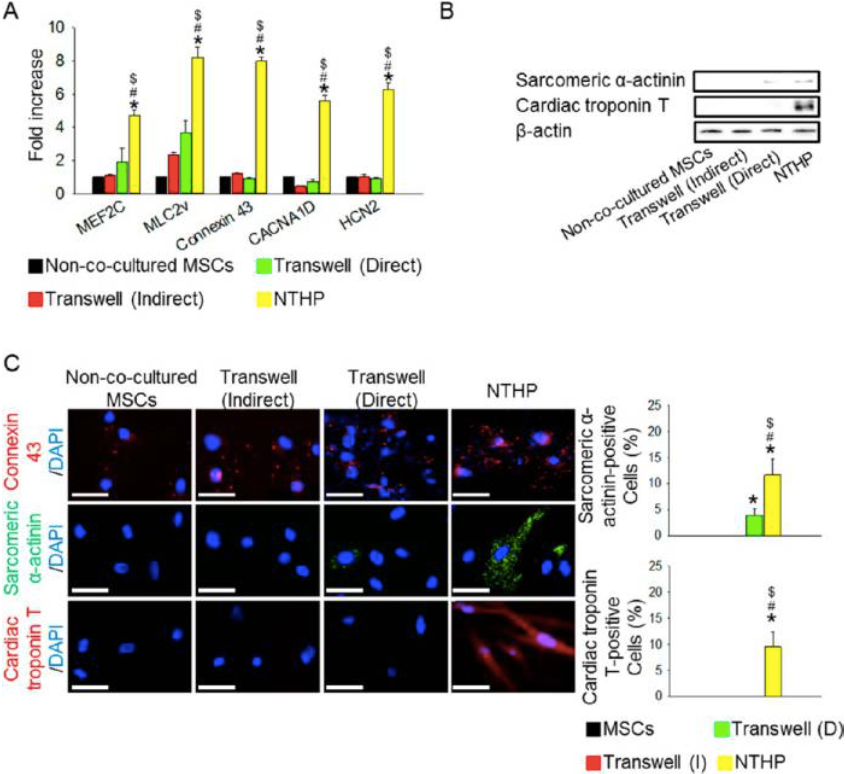 A
10
8
6
4
2
0
Fold increase
$
#
*
$
#
*
$
#
*
$
#
*
$
#
*
MEF2C
MLC2v
Connexin 43
CACNA1D
HCN2
Non-co-cultured MSCs
Transwell (Direct)
Transwell (Indirect)
NTHP
B
Sarcomeric α-actinin
Cardiac troponin T
β-actin
Non-co-cultured MSCs
Transwell (Indirect)
Transwell (Direct)
NTHP
C
Non-co-cultured
MSCs
Transwell
(Indirect)
Transwell
(Direct)
NTHP
Connexin
43
/DAPI
Sarcomeric
α-actinin
/DAPI
Cardiac
troponin T
/DAPI
Sarcomeric α-
actinin-positive
Cells (%)
25
20
15
10
5
0
*
$
#
*
Cardiac troponin
T-positive
Cells (%)
25
20
15
10
5
0
$
#
*
MSCs
Transwell (D)
Transwell (I)
NTHP